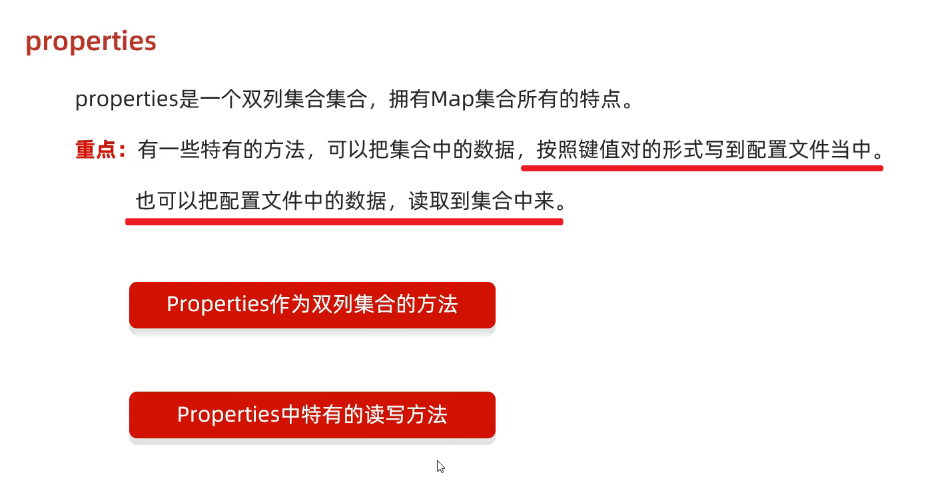 properties
properties是一个双列集合集合，拥有Map集合所有的特点。
重点：有一些特有的方法，可以把集合中的数据，按照键值对的形式写到配置文件当中。
也可以把配置文件中的数据，读取到集合中来。
Properties作为双列集合的方法
Properties中特有的读写方法